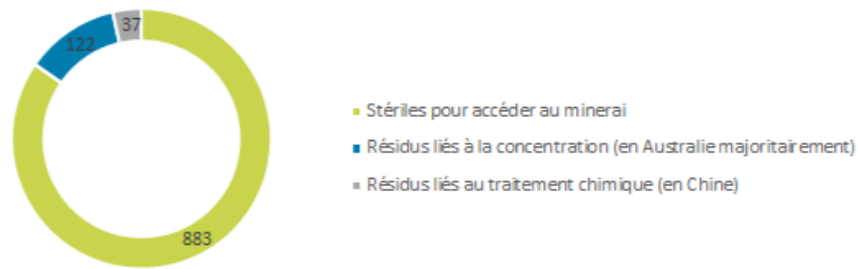 37
122
Stériles pour accéder au minerai
Résidus liés à la concentration (en Australie majoritairement)
Résidus liés au traitement chimique (en Chine)
883